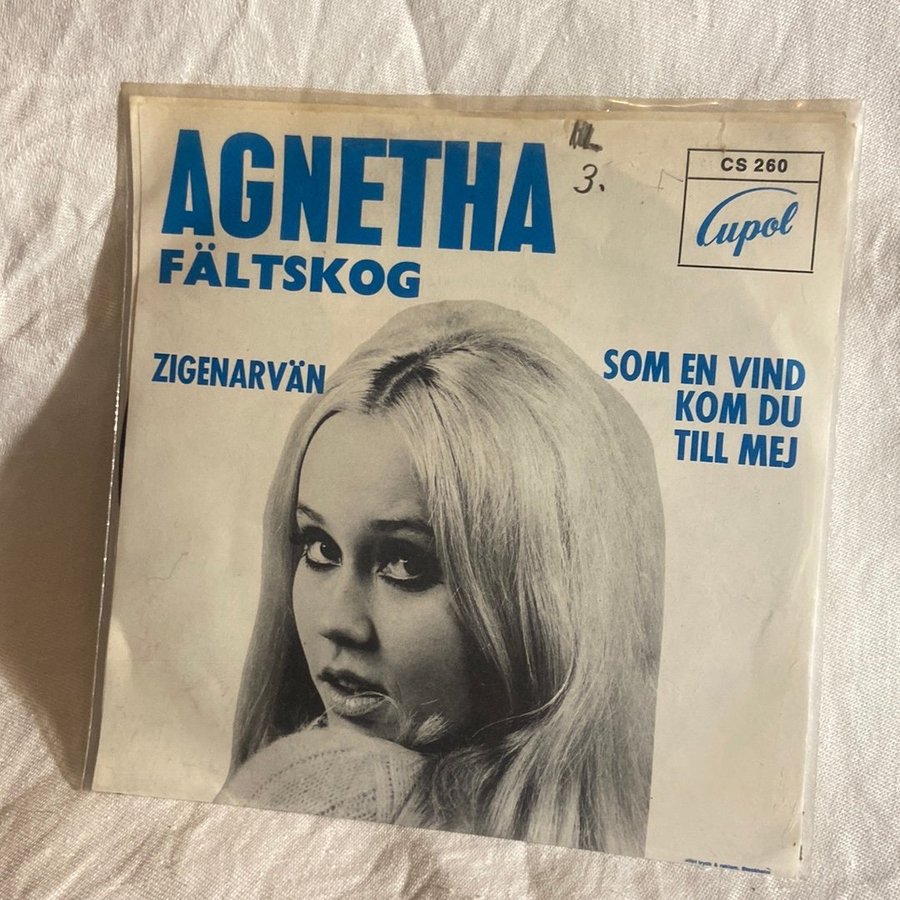 AGNETHA
3.
CS 260
Cupol
FÄLTSKOG
ZIGENARVÄN
SOM EN VIND
KOM DU
TILL MEJ